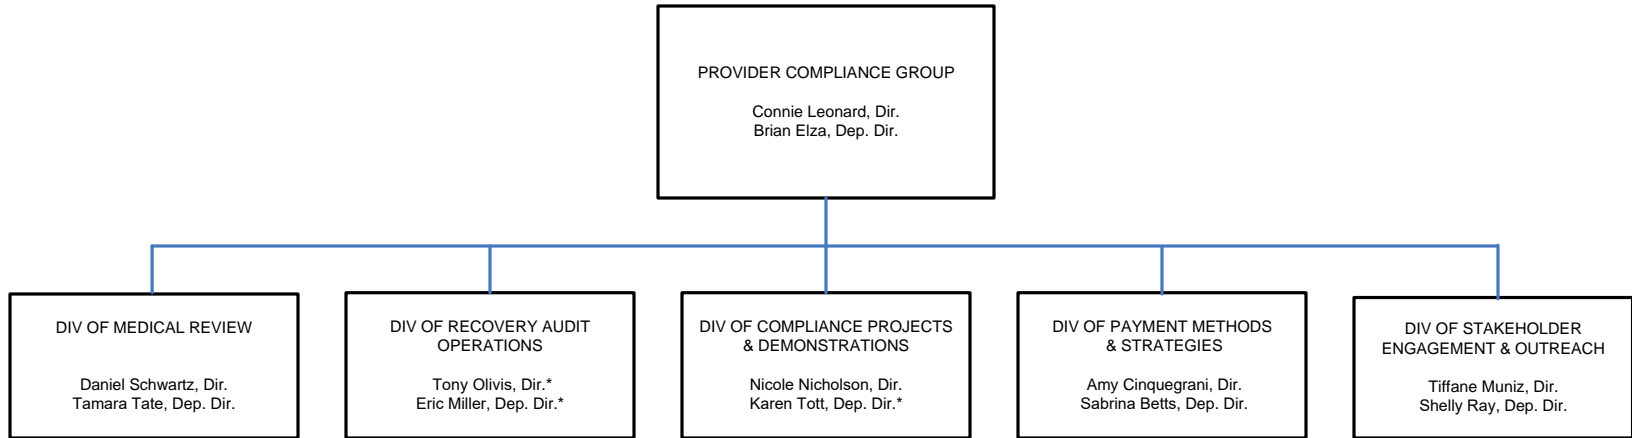 PROVIDER COMPLIANCE GROUP
Connie Leonard, Dir.
Brian Elza, Dep. Dir.
DIV OF MEDICAL REVIEW
Daniel Schwartz, Dir.
Tamara Tate, Dep. Dir.
DIV OF RECOVERY AUDIT
OPERATIONS
Tony Olivis, Dir.*
Eric Miller, Dep. Dir.*
DIV OF COMPLIANCE PROJECTS
& DEMONSTRATIONS
Nicole Nicholson, Dir.
Karen Tott, Dep. Dir.*
DIV OF PAYMENT METHODS
& STRATEGIES
Amy Cinquegrani, Dir.
Sabrina Betts, Dep. Dir.
DIV OF STAKEHOLDER
ENGAGEMENT & OUTREACH
Tiffane Muniz, Dir.
Shelly Ray, Dep. Dir.